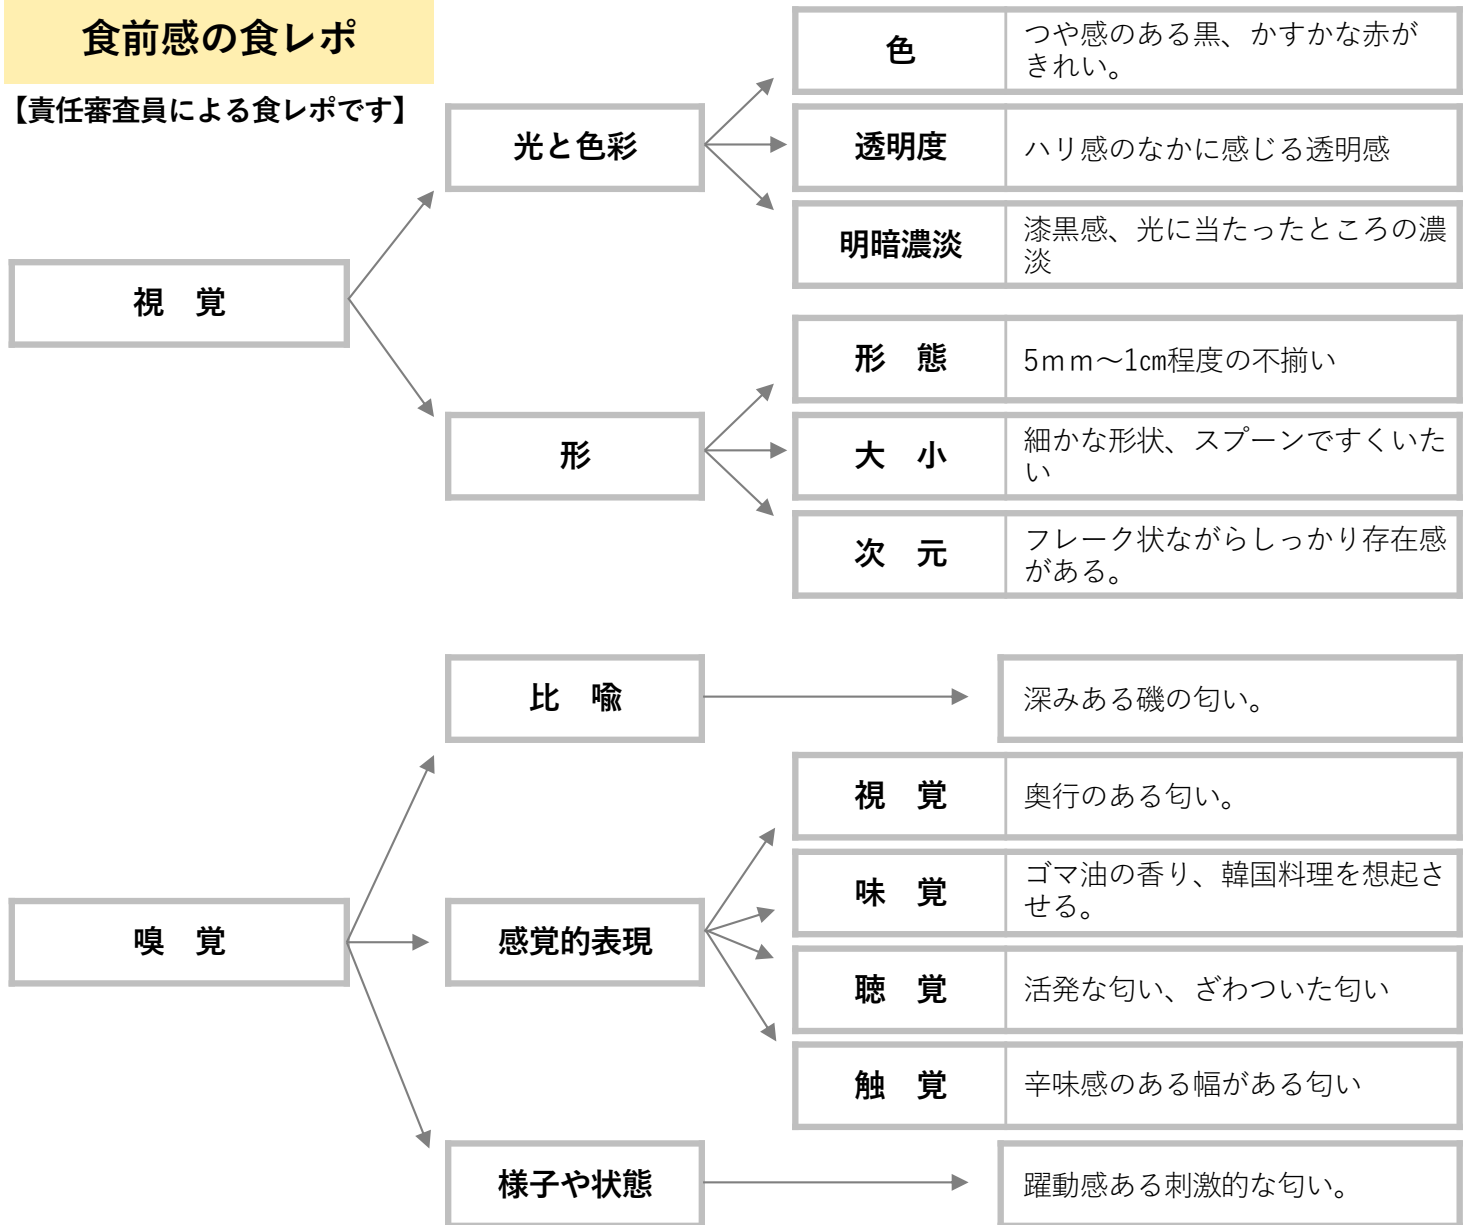 食前感の食レポ
【責任審査員による食レポです】
視　覚
光と色彩
色
つや感のある黒、かすかな赤が
きれい。
透明度
ハリ感のなかに感じる透明感
明暗濃淡
漆黒感、光に当たったところの濃
淡
形
形　態
5ｍｍ～1㎝程度の不揃い
大　小
細かな形状、スプーンですくいた
い
次　元
フレーク状ながらしっかり存在感
がある。
嗅　覚
比　喩
深みある磯の匂い。
感覚的表現
視　覚
奥行のある匂い。
味　覚
ゴマ油の香り、韓国料理を想起さ
せる。
聴　覚
活発な匂い、ざわついた匂い
触　覚
辛味感のある幅がある匂い
様子や状態
躍動感ある刺激的な匂い。